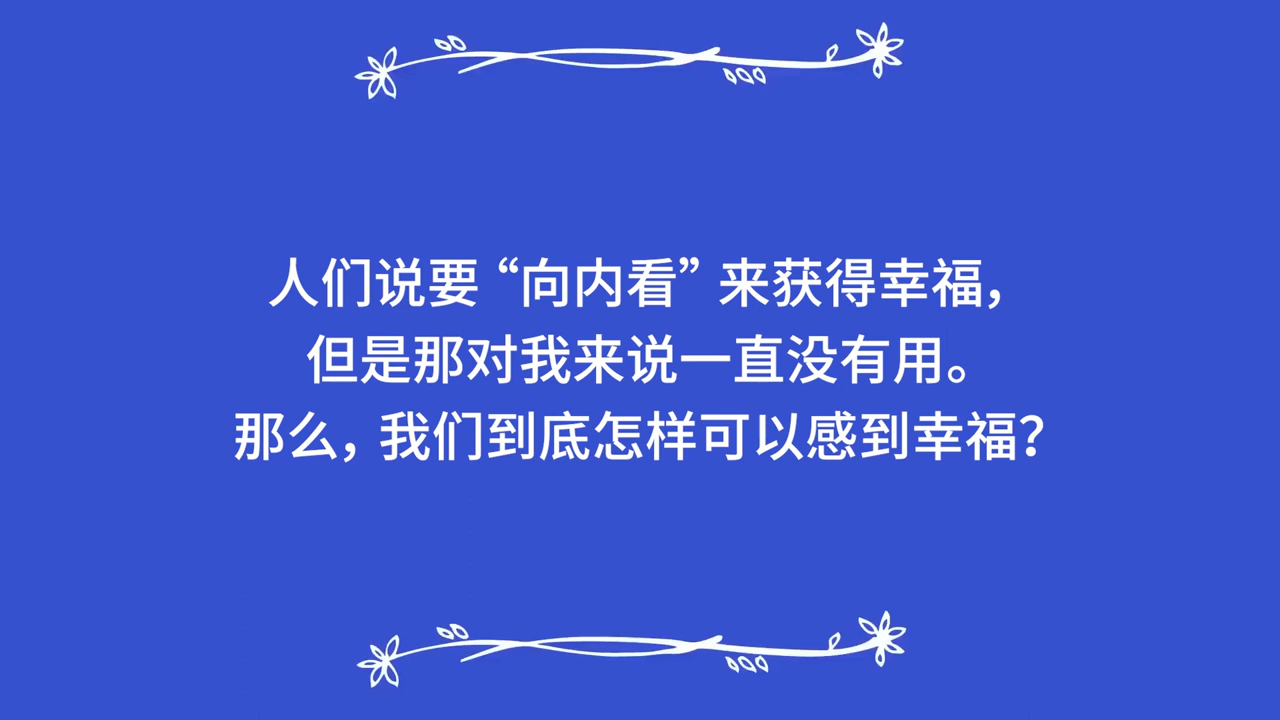 人们说要“向内看”来获得幸福，
但是那对我来说一直没有用。
那么，我们到底怎样可以感到幸福？